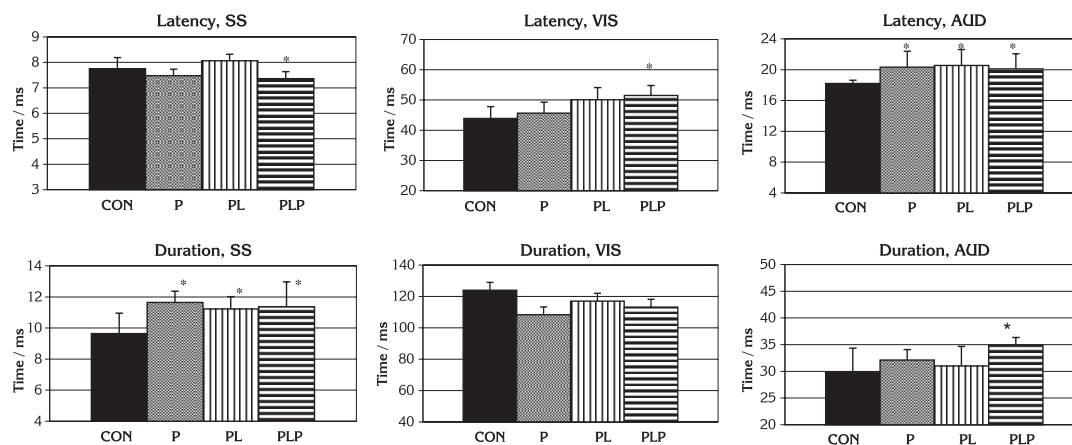 Latency, SS
Time / ms
9
8
7
6
5
4
3
*
CON P PL PLP
Latency, VIS
Time / ms
70
60
50
40
30
20
*
CON P PL PLP
Latency, AUD
Time / ms
24
20
16
12
8
4
* * *
CON P PL PLP
Duration, SS
Time / ms
14
12
10
8
6
4
* * *
CON P PL PLP
Duration, VIS
Time / ms
140
120
100
80
60
40
CON P PL PLP
Duration, AUD
Time / ms
50
45
40
35
30
25
20
*
CON P PL PLP